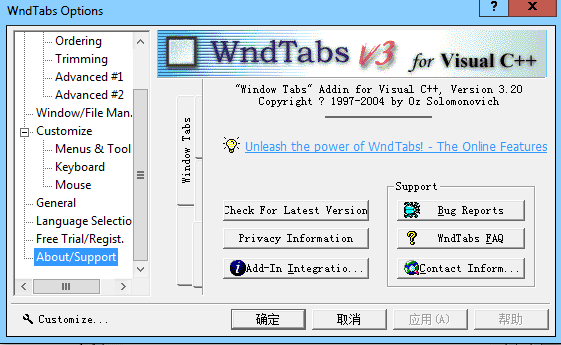 WndTabs Options
?
x
Ordering
Trimming
Advanced #1
Advanced #2
Window/File Man.
Customize
Menus & Tool
Keyboard
Mouse
General
Language Selectio
Free Trial/Regist.
About/Support
WndTabs v3 for Visual C++
"Window Tabs" Addin for Visual C++, Version 3.20
Copyright ? 1997-2004 by Oz Solomonovich
Window Tabs
Unleash the power of WndTabs! - The Online Features
Support
Check For Latest Version
Bug Reports
Privacy Information
WndTabs FAQ
Add-In Integratio...
Contact Inform...
Customize...
确定
取消
应用(A)
帮助